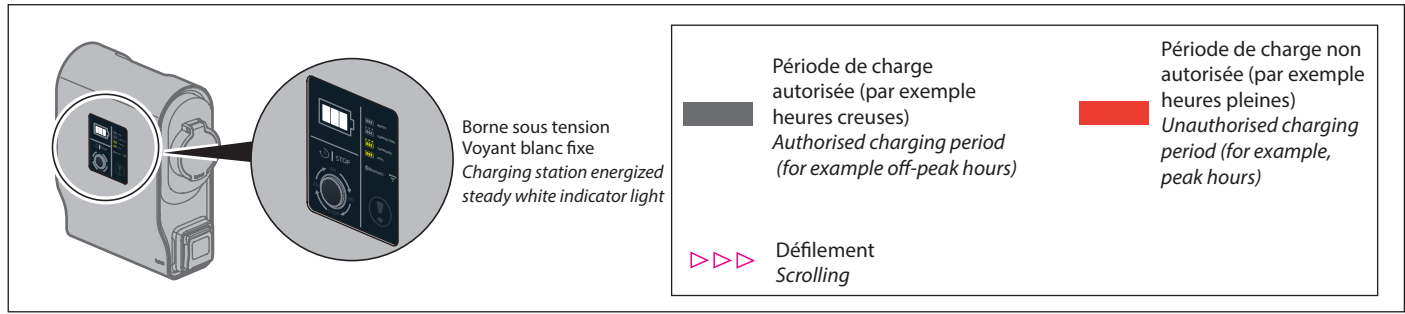 STOP
Borne sous tension
Voyant blanc fixe
Charging station energized
steady white indicator light
Période de charge
autorisée (par exemple
heures creuses)
Authorised charging period
(for example off-peak hours)
Période de charge non
autorisée (par exemple
heures pleines)
Unauthorised charging
period (for example,
peak hours)
Défilement
Scrolling